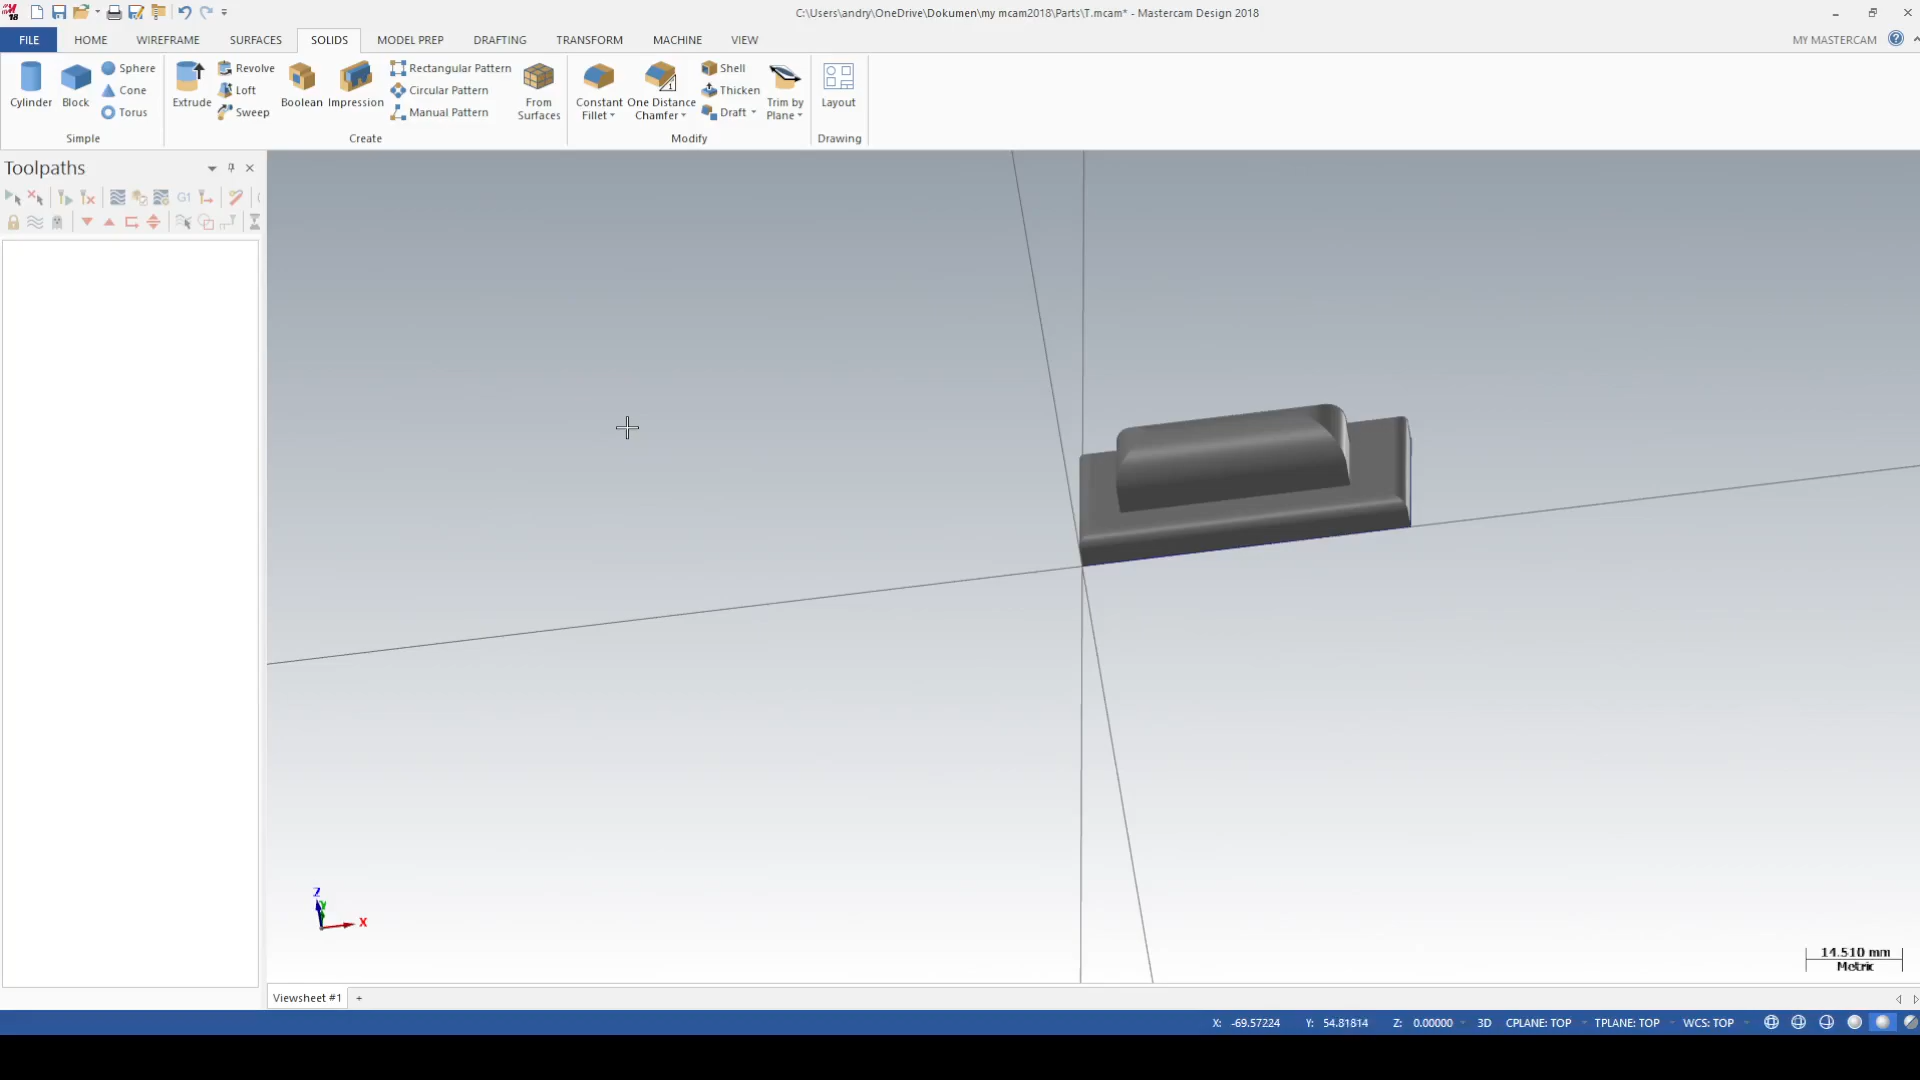 C:\Users\andry\OneDrive\Dokumen\my mcam2018\Parts\T.mcam* - Mastercam Design 2018
FILE HOME WIREFRAME SURFACES SOLIDS MODEL PREP DRAFTING TRANSFORM MACHINE VIEW MY MASTERCAM
Cylinder
Block
Sphere
Cone
Torus
Simple
Extrude
Revolve
Loft
Sweep
Boolean
Impression
Rectangular Pattern
Circular Pattern
Manual Pattern
From
Surfaces
Create
Constant
Fillet
One Distance
Chamfer
Shell
Thicken
Draft
Trim by
Plane
Modify
Layout
Drawing
Toolpaths
G1
Z
Y
X
14.510 mm
Metric
Viewsheet #1 +
X: -69.57224 Y: 54.81814 Z: 0.00000 3D CPLANE: TOP TPLANE: TOP WCS: TOP